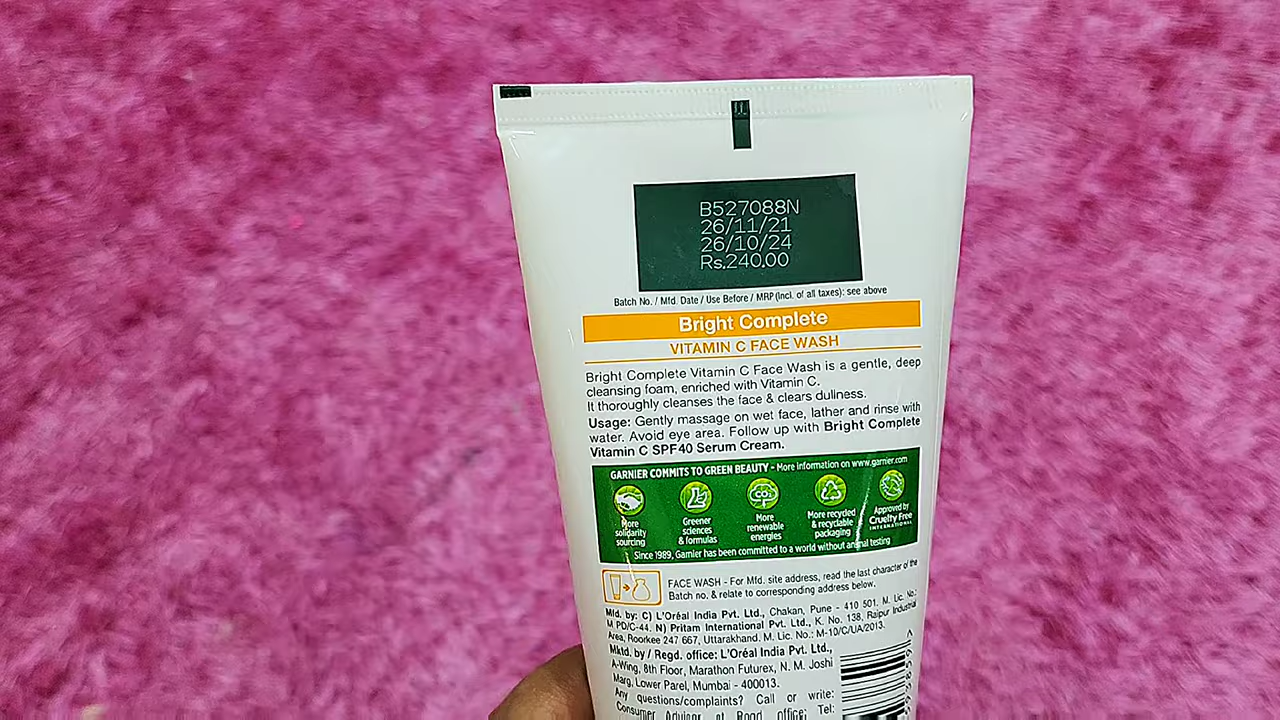 B527088N
26/11/21
26/10/24
Rs.240.00
Batch No. / Mfd. Date / Use Before / MRP (Incl. of all taxes): see above
Bright Complete
VITAMIN C FACE WASH
Bright Complete Vitamin C Face Wash is a gentle, deep
cleansing foam, enriched with Vitamin C.
It thoroughly cleanses the face & clears dullness.
Usage: Gently massage on wet face, lather and rinse with
water. Avoid eye area. Follow up with Bright Complete
Vitamin C SPF40 Serum Cream.
GARNIER COMMITS TO GREEN BEAUTY - More information on www.garnier.com
More
solidarity
sourcing
Greener
sciences
& formulas
CO2
More
renewable
energies
More recycled
& recyclable
packaging
Approved by
Cruelty Free
INTERNATIONAL
Since 1989, Garnier has been committed to a world without animal testing
FACE WASH - For Mfd. site address, read the last character of the
Batch no. & relate to corresponding address below.
Mfd. by: C) L'Oréal India Pvt. Ltd., Chakan, Pune - 410 501. M. Lic. No.:
M PD/C-44. N) Pritam International Pvt. Ltd., K. No. 138, Raipur Industrial
Area, Roorkee 247 667, Uttarakhand. M. Lic. No.: M-10/C/UA/2013.
Mktd. by / Regd. office: L'Oréal India Pvt. Ltd.,
A-Wing, 8th Floor, Marathon Futurex, N. M. Joshi
Marg, Lower Parel, Mumbai - 400013.
Any questions/complaints? Call or write:
Consumer Advisor at Regd. office; Tel: